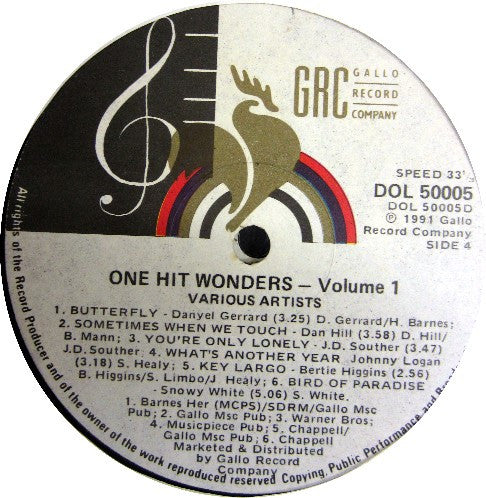 GRC GALLO
RECORD
COMPANY
SPEED 33⅓
DOL 50005
DOL 5000SD
℗ 1991 Gallo
Record Company
SIDE 4
ONE HIT WONDERS – Volume 1
VARIOUS ARTISTS
1. BUTTERFLY - Danyel Gerrard (3.25) D. Gerrard/H. Barnes;
2. SOMETIMES WHEN WE TOUCH - Dan Hill (3.58) D. Hill/
B. Mann; 3. YOU'RE ONLY LONELY - J.D. Souther (3.47)
J.D. Souther; 4. WHAT'S ANOTHER YEAR Johnny Logan
(3.18) S. Healy; 5. KEY LARGO - Bertie Higgins (2.56)
B. Higgins/S. Limbo/J. Healy; 6. BIRD OF PARADISE
- Snowy White (5.06) S. White.
1. Barnes Her (MCPS)/SDRM/Gallo Msc
Pub; 2. Gallo Msc Pub; 3. Warner Bros;
4. Musicpiece Pub; 5. Chappell/
Gallo Msc Pub; 6. Chappell
Marketed & Distributed
by Gallo Record
Company
All rights of the Record Producer and of the owner of the work reproduced reserved Copying, Public Performance and